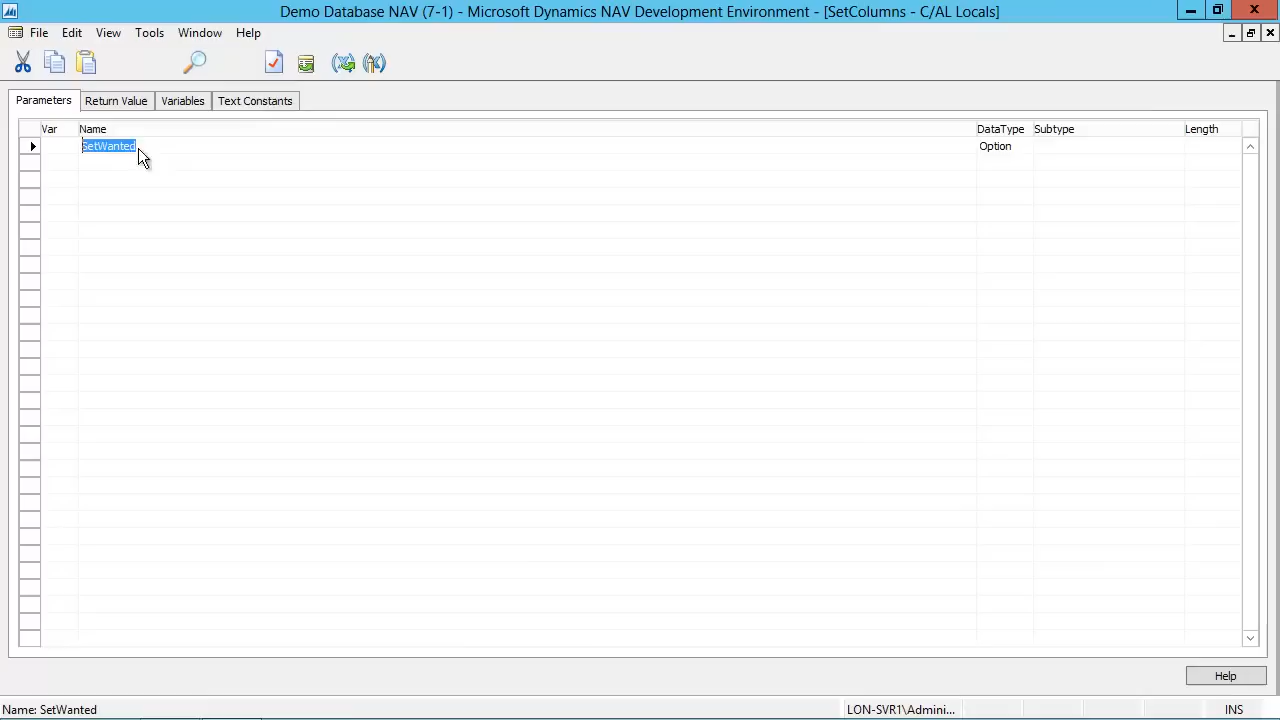 Demo Database NAV (7-1) - Microsoft Dynamics NAV Development Environment - [SetColumns - C/AL Locals]
File Edit View Tools Window Help
Parameters Return Value Variables Text Constants
Var Name DataType Subtype Length
SetWanted Option
Help
Name: SetWanted LON-SVR1\Admini... INS